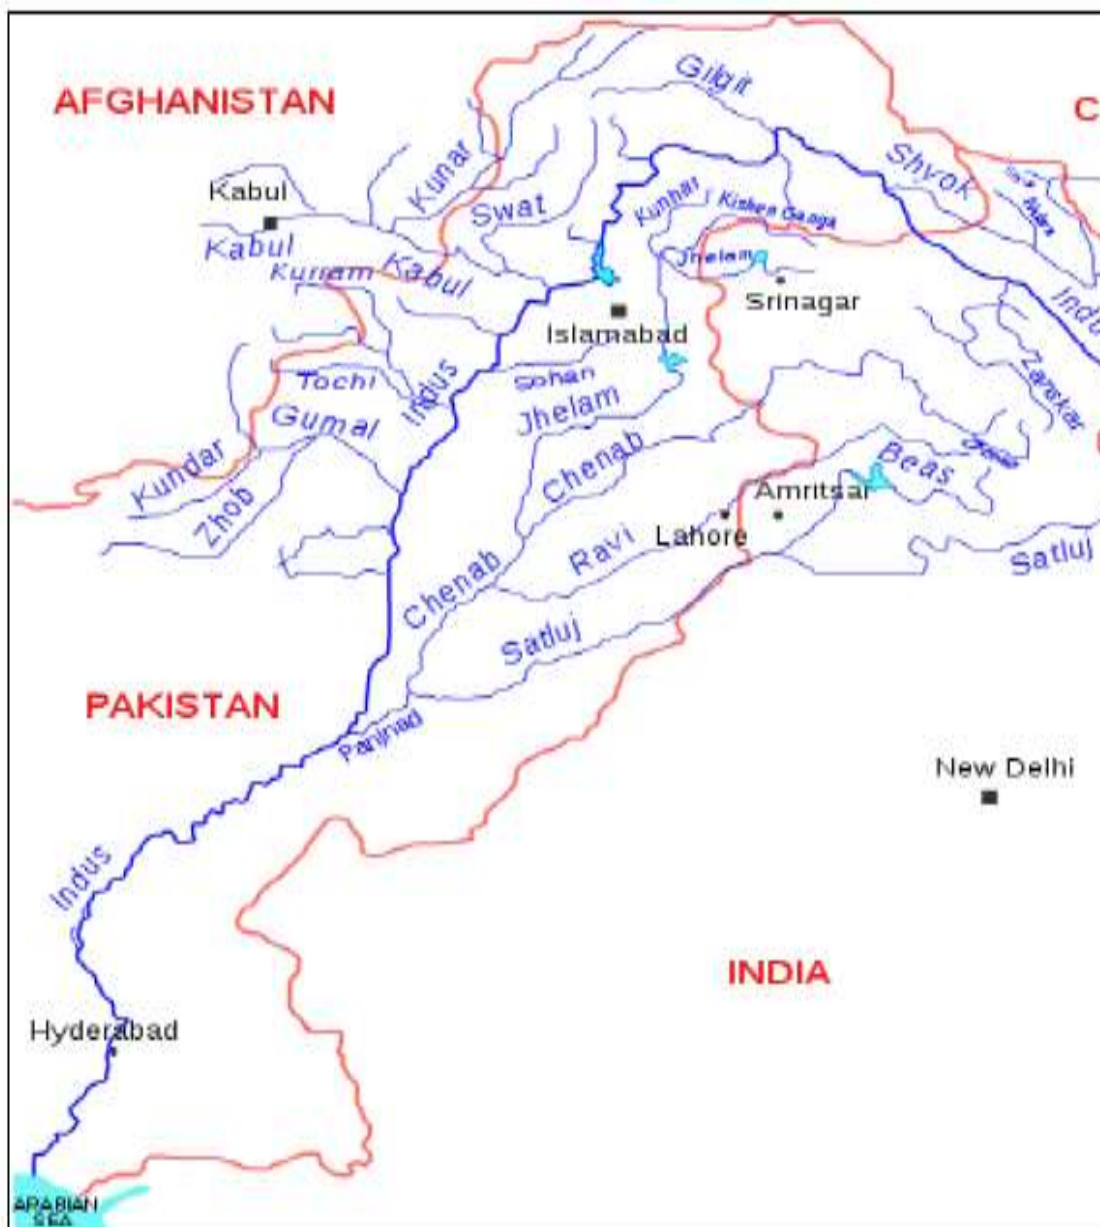 Gilgit
AFGHANISTAN
C
Kunar
Shyok
Kabul
Swat
Kunhar
Kishen Ganga
Nubra
Kabul
Kurram
Kabul
Jhelam
Srinagar
Indu
Islamabad
Indus
Sohan
Zanskar
Tochi
Jhelam
Gumal
Chenab
Beas
Kundar
Zhob
Amritsar
Lahore
Ravi
Satluj
Chenab
Satluj
PAKISTAN
Panjnad
New Delhi
Indus
INDIA
Hyderabad
ARABIAN
SEA